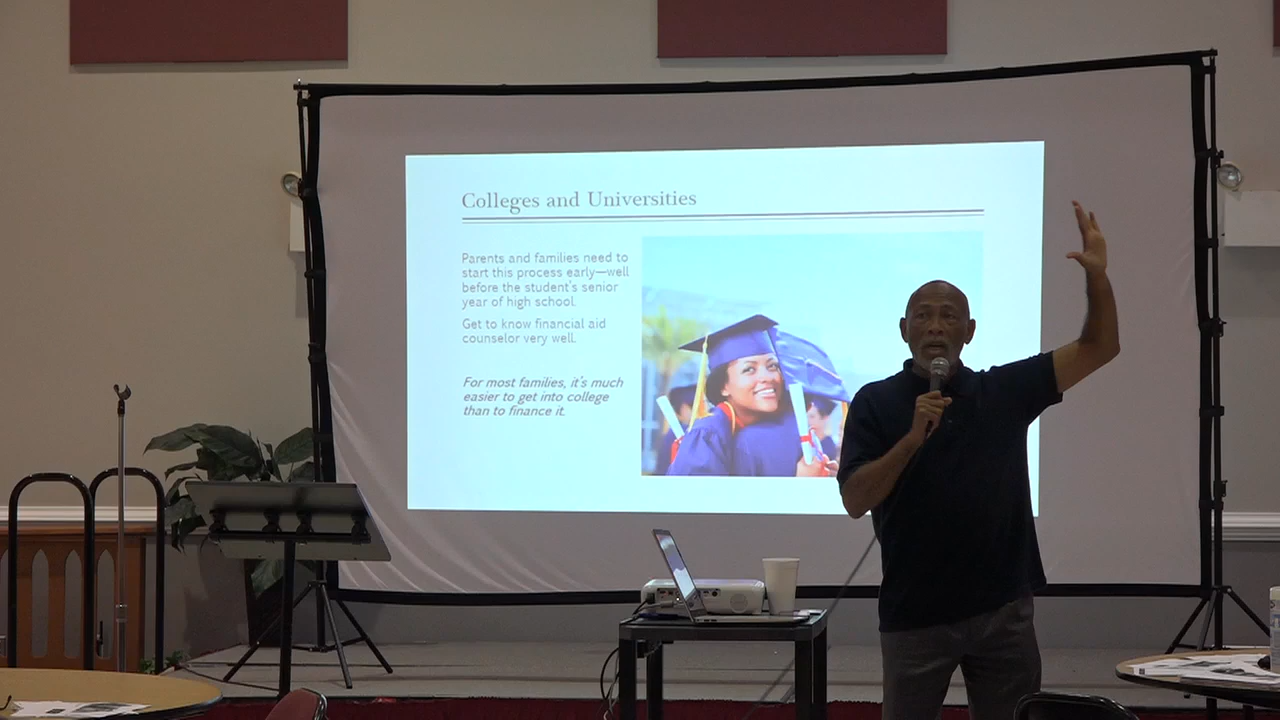 Colleges and Universities
Parents and families need to
start this process early—well
before the student's senior
year of high school.
Get to know financial aid
counselor very well.
For most families, it's much
easier to get into college
than to finance it.